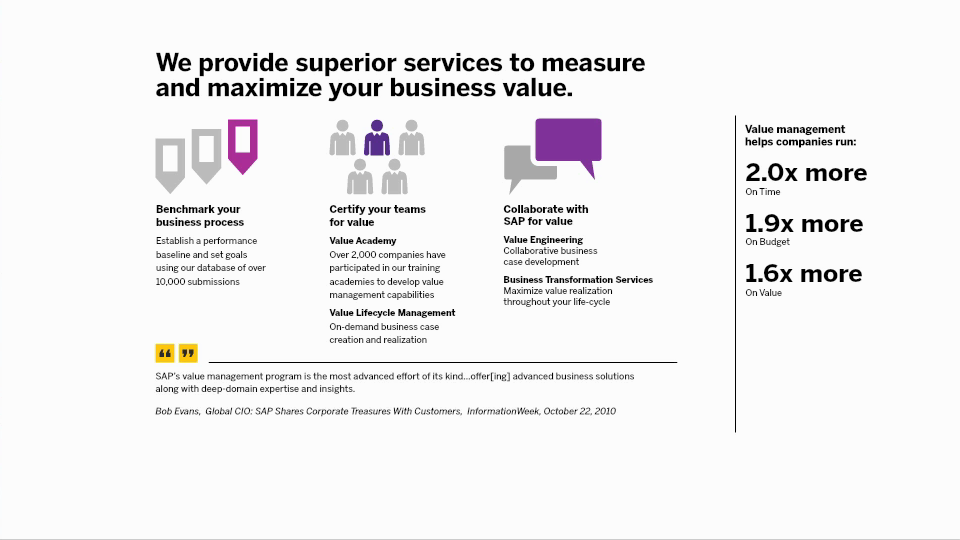 We provide superior services to measure
and maximize your business value.
Benchmark your
business process
Establish a performance
baseline and set goals
using our database of over
10,000 submissions
Certify your teams
for value
Value Academy
Over 2,000 companies have
participated in our training
academies to develop value
management capabilities
Value Lifecycle Management
On-demand business case
creation and realization
Collaborate with
SAP for value
Value Engineering
Collaborative business
case development
Business Transformation Services
Maximize value realization
throughout your life-cycle
❝ ❞
SAP's value management program is the most advanced effort of its kind...offer[ing] advanced business solutions
along with deep-domain expertise and insights.
Bob Evans, Global CIO: SAP Shares Corporate Treasures With Customers, InformationWeek, October 22, 2010
Value management
helps companies run:
2.0x more
On Time
1.9x more
On Budget
1.6x more
On Value